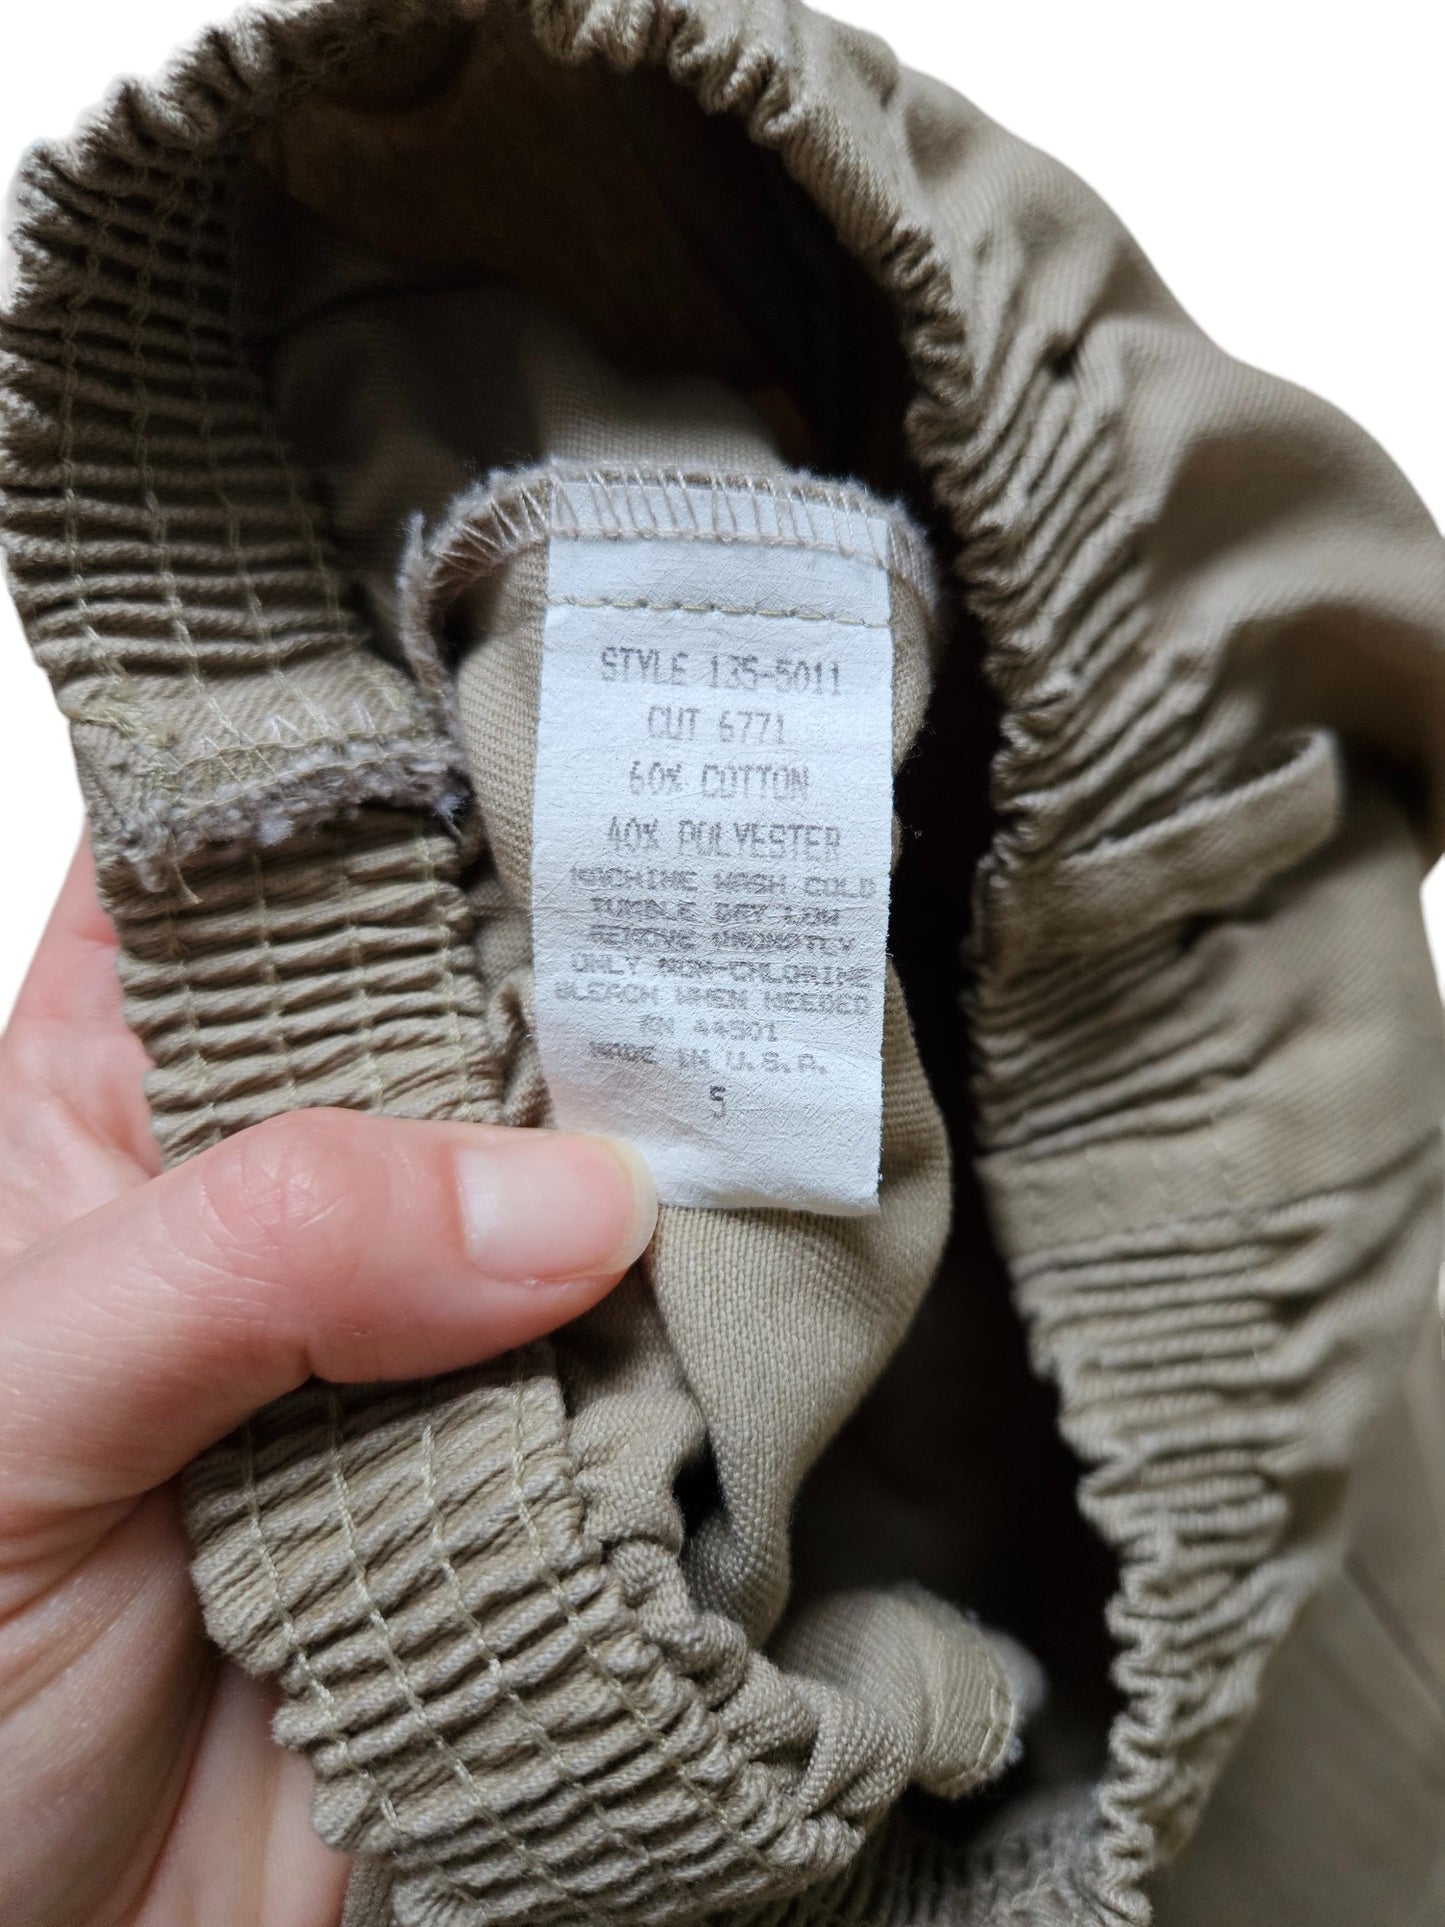 STYLE 135-5011
CUT 6771
60% COTTON
40% POLYESTER
MACHINE WASH COLD
TUMBLE DRY LOW
REMOVE PROMPTLY
ONLY NON-CHLORINE
BLEACH WHEN NEEDED
RN 44901
MADE IN U.S.A.
5